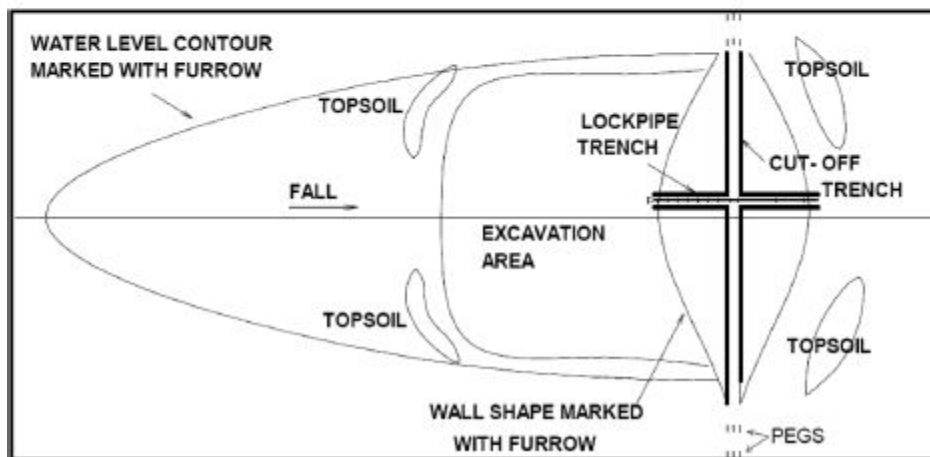 WATER LEVEL CONTOUR
MARKED WITH FURROW
TOPSOIL
TOPSOIL
LOCKPIPE
TRENCH
CUT- OFF
TRENCH
FALL
EXCAVATION
AREA
TOPSOIL
TOPSOIL
WALL SHAPE MARKED
WITH FURROW
PEGS